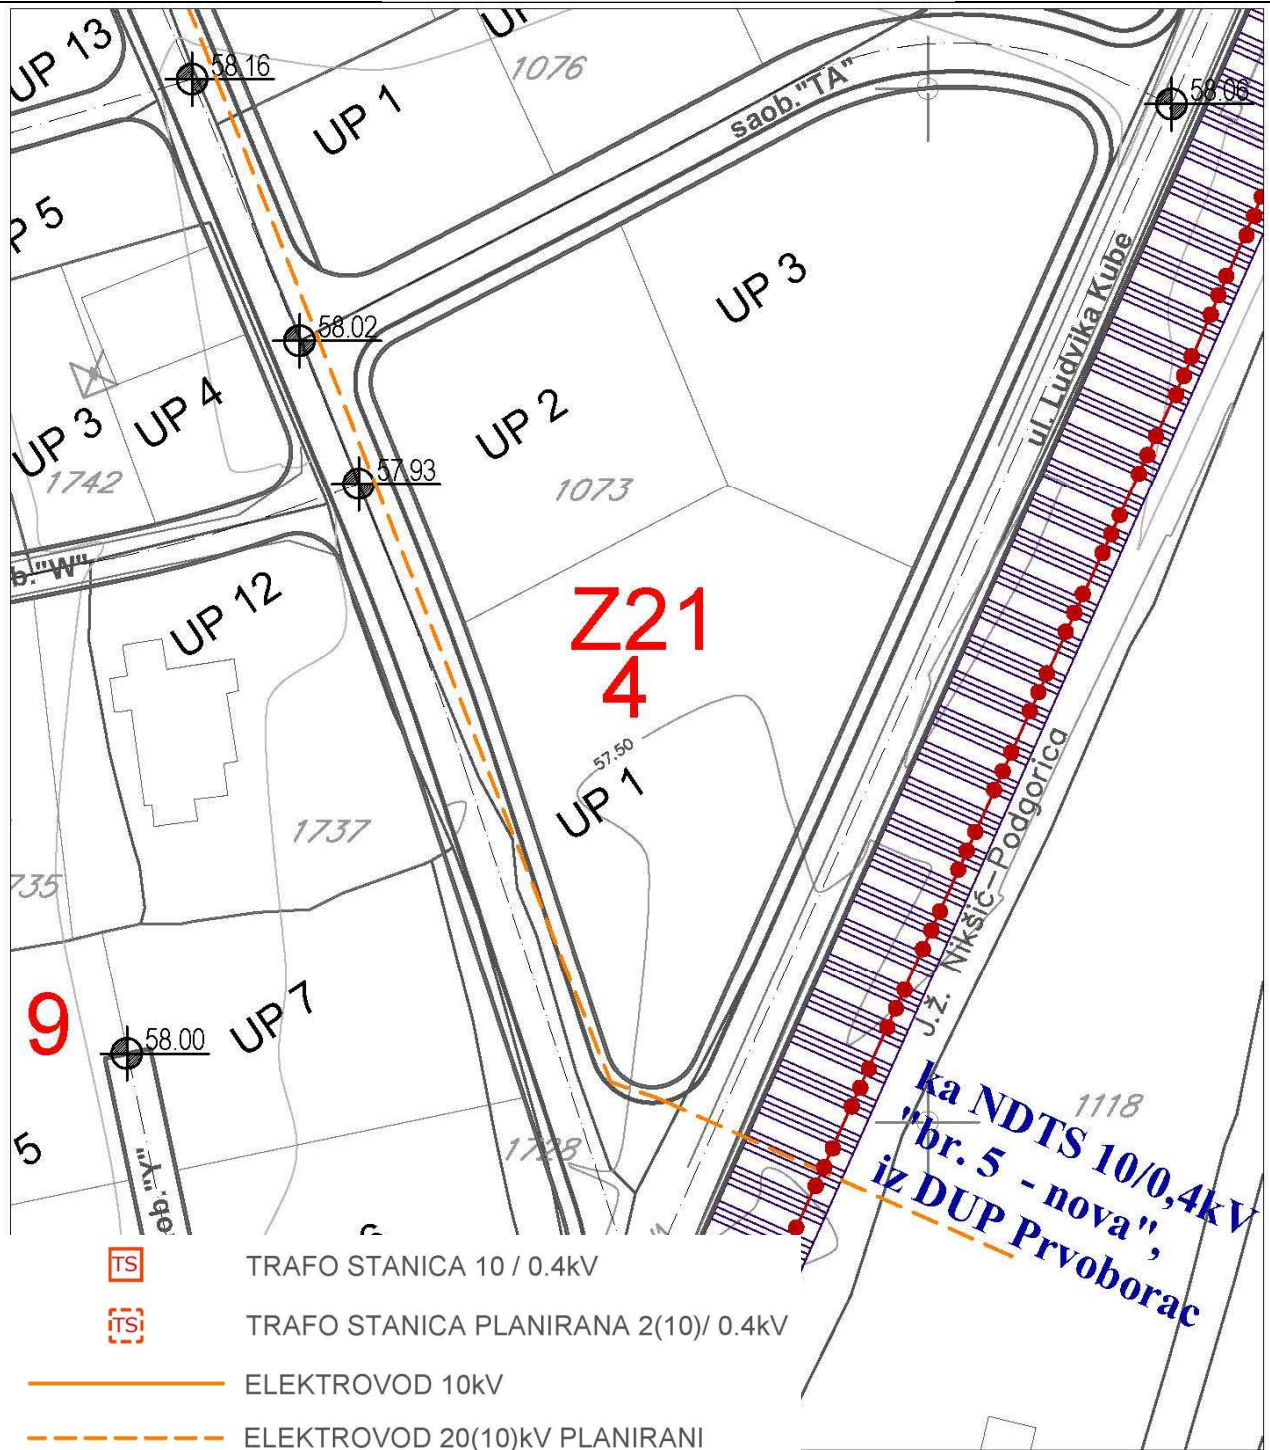 UP 13
58.16
1076
58.06
UP 1
saob."TA"
P 5
UP 3
ul. Ludvika Kube
58.02
UP 4
UP 2
UP 3
57.93
1742
1073
b."W"
UP 12
Z21
4
57.50
UP 1
1737
J.Ž. Nikšić-Podgorica
735
9
UP 7
58.00
ka NDTS 10/0,4kV
"br. 5 - nova",
iz DUP Prvoborac
1118
5
1728
ob."Y"
TS TRAFO STANICA 10 / 0.4kV
TS TRAFO STANICA PLANIRANA 2(10)/ 0.4kV
ELEKTROVOD 10kV
ELEKTROVOD 20(10)kV PLANIRANI